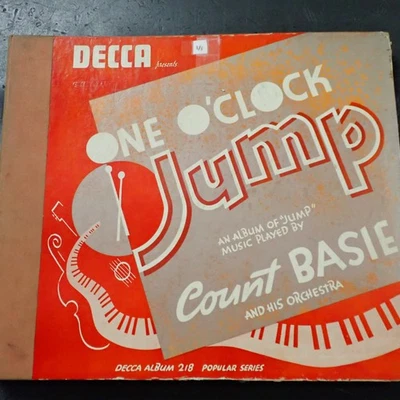 DECCA
presents
ONE O'CLOCK
Jump
AN ALBUM OF "JUMP"
MUSIC PLAYED BY
Count BASIE
AND HIS ORCHESTRA
DECCA ALBUM 218 POPULAR SERIES